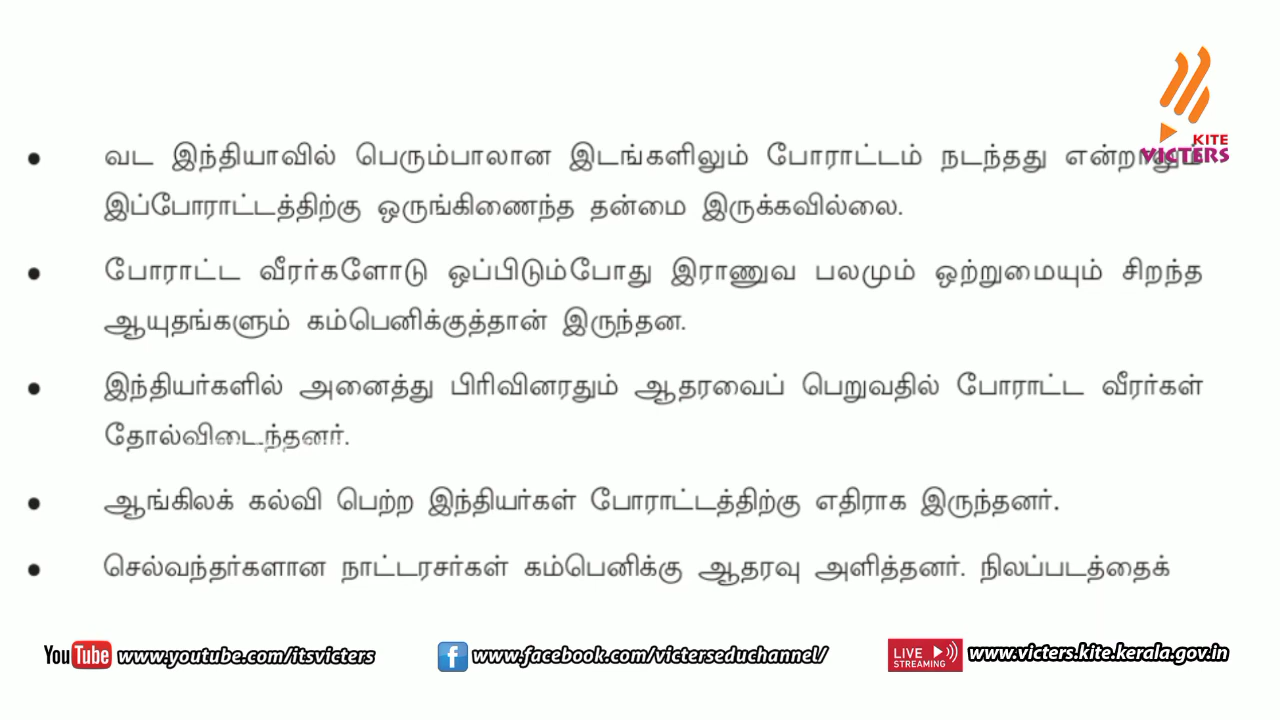 KITE
VICTERS
வட இந்தியாவில் பெரும்பாலான இடங்களிலும் போராட்டம் நடந்தது என்றாலும்
இப்போராட்டத்திற்கு ஒருங்கிணைந்த தன்மை இருக்கவில்லை.
போராட்ட வீரர்களோடு ஒப்பிடும்போது இராணுவ பலமும் ஒற்றுமையும் சிறந்த
ஆயுதங்களும் கம்பெனிக்குத்தான் இருந்தன.
இந்தியர்களில் அனைத்து பிரிவினரதும் ஆதரவைப் பெறுவதில் போராட்ட வீரர்கள்
தோல்விடைந்தனர்.
ஆங்கிலக் கல்வி பெற்ற இந்தியர்கள் போராட்டத்திற்கு எதிராக இருந்தனர்.
செல்வந்தர்களான நாட்டரசர்கள் கம்பெனிக்கு ஆதரவு அளித்தனர். நிலப்படத்தைக்
YouTube www.youtube.com/itsvicters
f www.facebook.com/victerseduchannel/
LIVE STREAMING www.victers.kite.kerala.gov.in